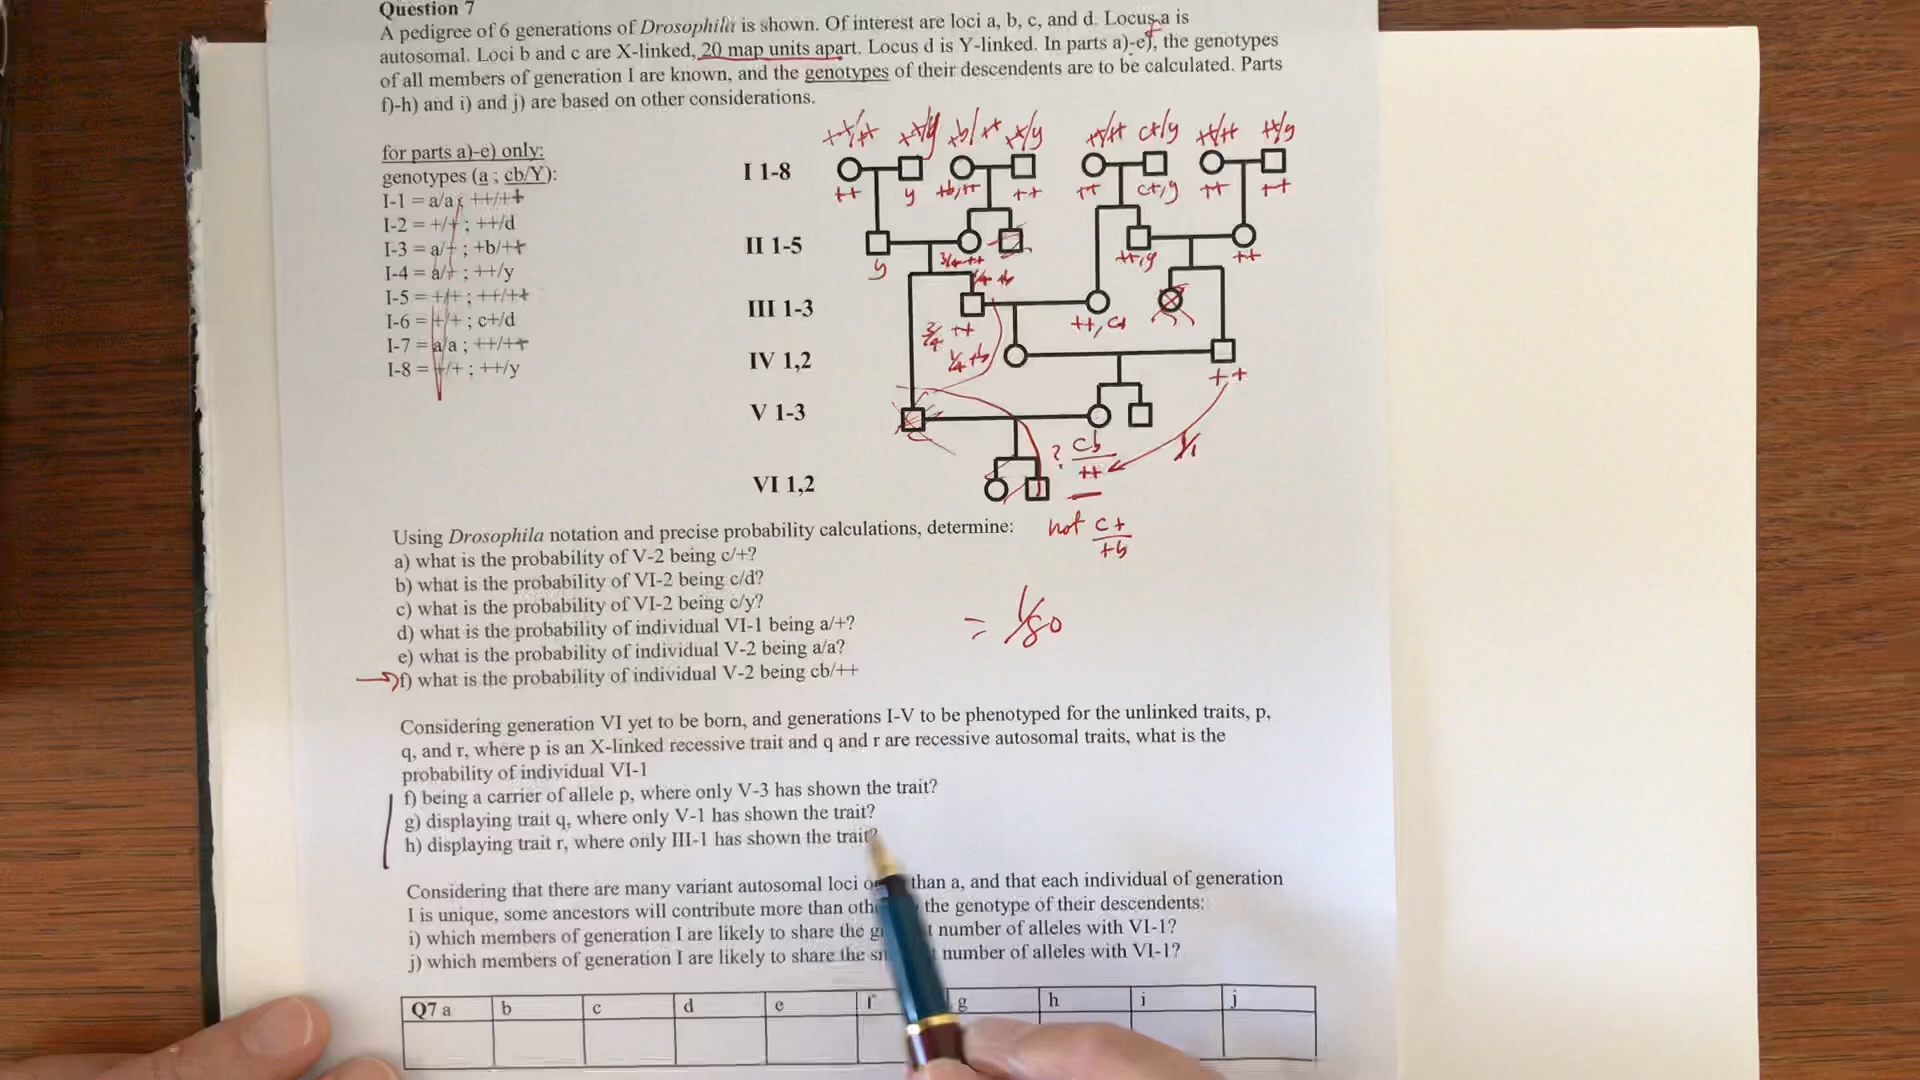 Question 7
A pedigree of 6 generations of Drosophila is shown. Of interest are loci a, b, c, and d. Locus a is
autosomal. Loci b and c are X-linked, 20 map units apart. Locus d is Y-linked. In parts a)-e), the genotypes
f
of all members of generation I are known, and the genotypes of their descendents are to be calculated. Parts
f)-h) and i) and j) are based on other considerations.
++/++ ++/y +b/++ ++/y ++/++ c+/y ++/++ ++/y
for parts a)-e) only:
genotypes (a ; cb/Y):
I-1 = a/a ; ++/++
I-2 = +/+ ; ++/d
I-3 = a/+ ; +b/++
I-4 = a/+ ; ++/y
I-5 = +/+ ; ++/++
I-6 = +/+ ; c+/d
I-7 = a/a ; ++/++
I-8 = +/+ ; ++/y
I 1-8
++ y +b,++ ++ ++ c+,y ++ ++
II 1-5
y 3/4 ++ ++,y ++
1/4 +b
III 1-3
3/4 ++ ++, c+
1/4 +b
IV 1,2
++
V 1-3
? cb
++
1/1
VI 1,2
not c+
+b
Using Drosophila notation and precise probability calculations, determine:
a) what is the probability of V-2 being c/+?
b) what is the probability of VI-2 being c/d?
c) what is the probability of VI-2 being c/y?
d) what is the probability of individual VI-1 being a/+?
e) what is the probability of individual V-2 being a/a?
f) what is the probability of individual V-2 being cb/++
= 1/80
Considering generation VI yet to be born, and generations I-V to be phenotyped for the unlinked traits, p,
q, and r, where p is an X-linked recessive trait and q and r are recessive autosomal traits, what is the
probability of individual VI-1
f) being a carrier of allele p, where only V-3 has shown the trait?
g) displaying trait q, where only V-1 has shown the trait?
h) displaying trait r, where only III-1 has shown the trait?
Considering that there are many variant autosomal loci than a, and that each individual of generation
I is unique, some ancestors will contribute more than the genotype of their descendents:
i) which members of generation I are likely to share the number of alleles with VI-1?
j) which members of generation I are likely to share the number of alleles with VI-1?
Q7 a b c d e f g h i j